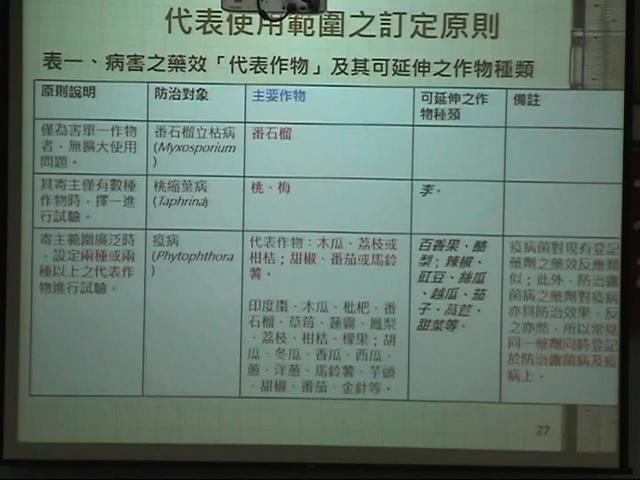 代表使用範圍之訂定原則
表一、病害之藥效「代表作物」及其可延伸之作物種類
原則說明
防治對象
主要作物
可延伸之作
物種類
備註
僅為害單一作物
者，無擴大使用
問題。
番石榴立枯病
(Myxosporium
)
番石榴
其寄主僅有數種
作物時，擇一進
行試驗。
桃縮葉病
(Taphrina)
桃、梅
李。
寄主範圍廣泛時
，設定兩種或兩
種以上之代表作
物進行試驗。
疫病
(Phytophthora
)
代表作物：木瓜、荔枝或
柑桔；甜椒、番茄或馬鈴
薯。
印度棗、木瓜、枇杷、番
石榴、草莓、蓮霧、鳳梨
、荔枝、柑桔、檬果；胡
瓜、冬瓜、香瓜、西瓜、
蔥、洋蔥、馬鈴薯、芋頭
、甜椒、番茄、金針等。
百香果、酪
梨；辣椒、
豇豆、絲瓜
、越瓜、茄
子、萵苣、
甜菜等。
疫病菌對現有登記
藥劑之藥效反應類
似；此外，防治露
菌病之藥劑對疫病
亦具防治效果，反
之亦然，所以常見
同一藥劑同時登記
於防治露菌病及疫
病上。
27